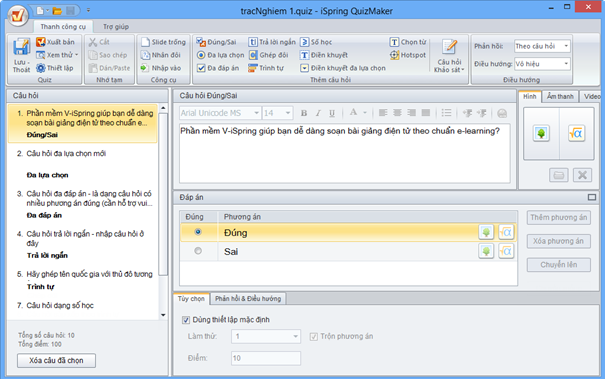 tracNghiem 1.quiz - iSpring QuizMaker
Thanh công cụ
Trợ giúp
Lưu - Thoát
Xuất bản
Xem thử
Thiết lập
Quiz
Cắt
Sao chép
Dán/Paste
Nhớ tạm
Slide trống
Nhân đôi
Nhập vào
Công cụ
Đúng/Sai
Đa lựa chọn
Đa đáp án
Trả lời ngắn
Ghép đôi
Trình tự
Số học
Điền khuyết
Điền khuyết đa lựa chọn
Chọn từ
Hotspot
Thêm câu hỏi
Câu hỏi
Khảo sát
Phản hồi: Theo câu hỏi
Điều hướng: Vô hiệu
Điều hướng
Câu hỏi
1. Phần mềm V-iSpring giúp bạn dễ dàng
soạn bài giảng điện tử theo chuẩn e...
Đúng/Sai
2. Câu hỏi đa lựa chọn mới
Đa lựa chọn
3. Câu hỏi đa đáp án - là dạng câu hỏi có
nhiều phương án đúng (cần hỗ trợ vui...
Đa đáp án
4. Câu hỏi trả lời ngắn - nhập câu hỏi ở
đây
Trả lời ngắn
5. Hãy ghép tên quốc gia với thủ đô tương
Trình tự
7. Câu hỏi dạng số học
Tổng số câu hỏi: 10
Tổng điểm: 100
Xóa câu đã chọn
Câu hỏi Đúng/Sai
Arial Unicode MS
14
B I U A
Phần mềm V-iSpring giúp bạn dễ dàng soạn bài giảng điện tử theo chuẩn e-learning?
Hình
Âm thanh
Video
Đáp án
Đúng
Phương án
Đúng
Sai
Thêm phương án
Xóa phương án
Chuyển lên
Tùy chọn
Phản hồi & Điều hướng
Dùng thiết lập mặc định
Làm thử: 1
Trộn phương án
Điểm: 10